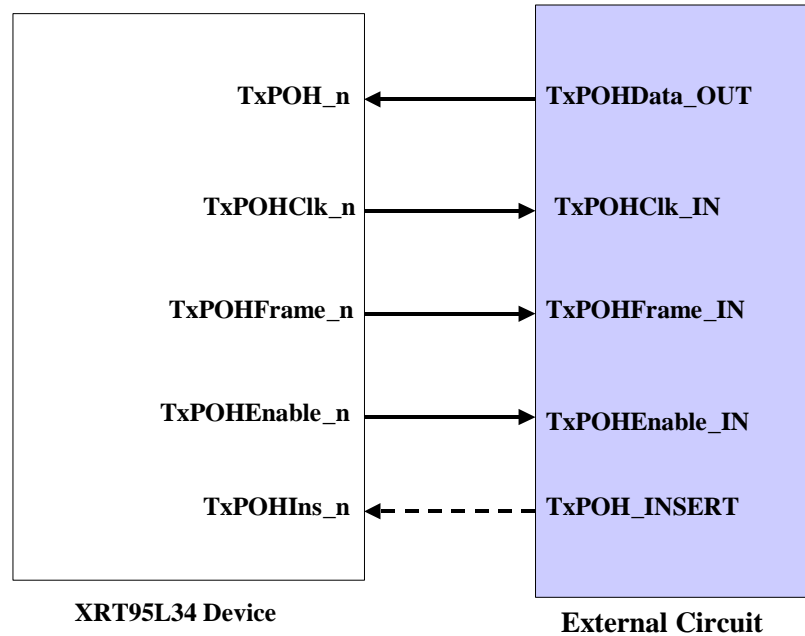 TxPOH_n
TxPOHData_OUT
TxPOHClk_n
TxPOHClk_IN
TxPOHFrame_n
TxPOHFrame_IN
TxPOHEnable_n
TxPOHEnable_IN
TxPOHIns_n
TxPOH_INSERT
XRT95L34 Device
External Circuit